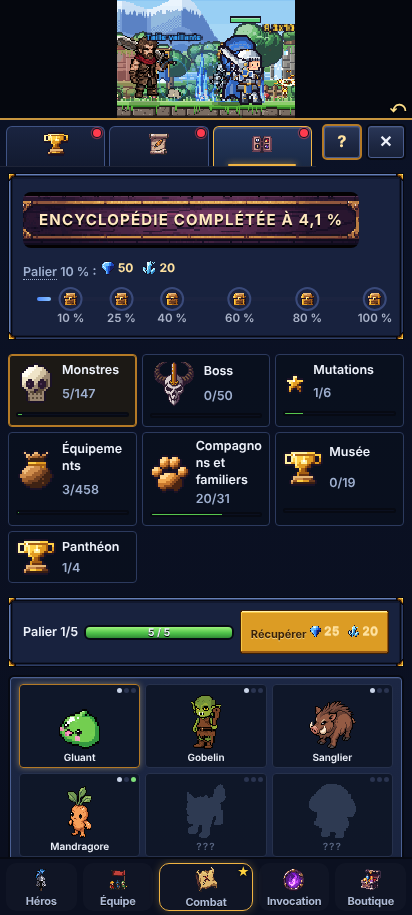 ?
ENCYCLOPÉDIE COMPLÉTÉE À 4,1 %
Palier 10 % : 50 20
10 % 25 % 40 % 60 % 80 % 100 %
Monstres
5/147
Boss
0/50
Mutations
1/6
Équipeme
nts
3/458
Compagno
ns et
familiers
20/31
Musée
0/19
Panthéon
1/4
Palier 1/5
5 / 5
Récupérer 25 20
Gluant
Gobelin
Sanglier
Mandragore
???
???
Héros
Équipe
Combat
Invocation
Boutique